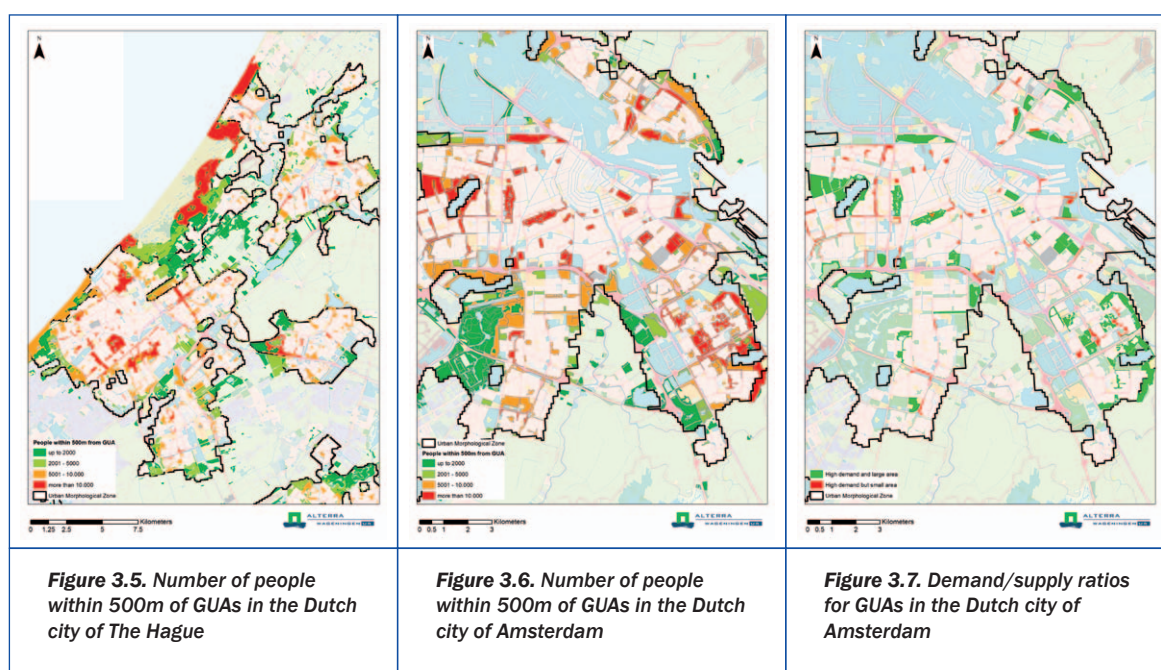 N
People within 500m from GUA
up to 2000
2001 - 5000
5001 - 10.000
more than 10.000
Urban Morphological Zone
Kilometers
0 1.25 2.5 5 7.5
ALTERRA
WAGENINGEN UR
N
Urban Morphological Zone
People within 500m from GUA
up to 2000
2001 - 5000
5001 - 10.000
more than 10.000
Kilometers
0 0.5 1 2 3
ALTERRA
WAGENINGEN UR
N
High demand and large area
High demand but small area
Urban Morphological Zone
Kilometers
0 0.5 1 2 3
ALTERRA
WAGENINGEN UR
Figure 3.5. Number of people
within 500m of GUAs in the Dutch
city of The Hague
Figure 3.6. Number of people
within 500m of GUAs in the Dutch
city of Amsterdam
Figure 3.7. Demand/supply ratios
for GUAs in the Dutch city of
Amsterdam